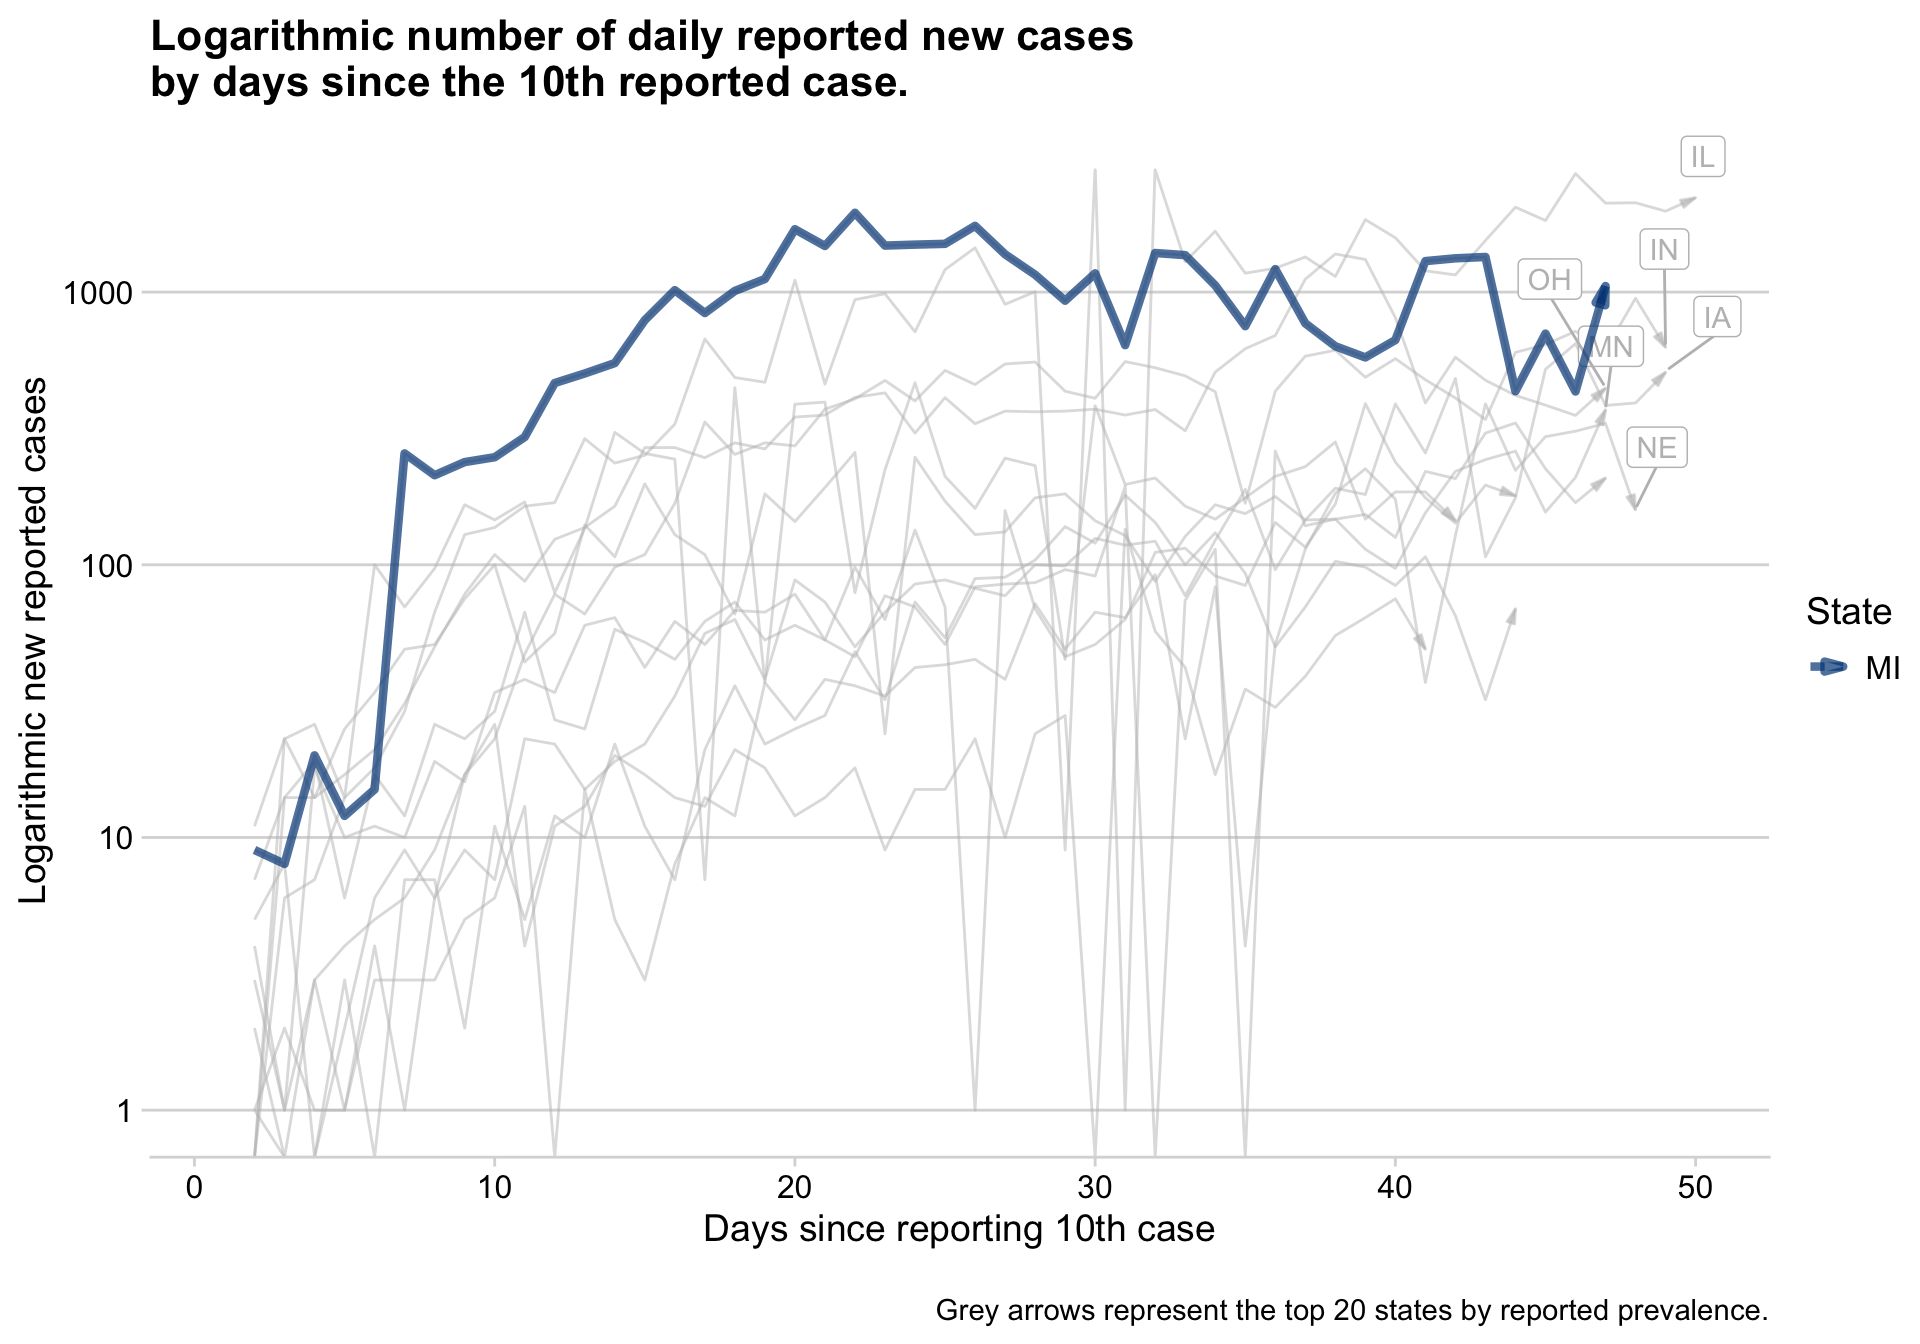 Logarithmic number of daily reported new cases
by days since the 10th reported case.
Logarithmic new reported cases
1000
100
10
1
IL
IN
OH
IA
MN
NE
State
MI
0 10 20 30 40 50
Days since reporting 10th case
Grey arrows represent the top 20 states by reported prevalence.